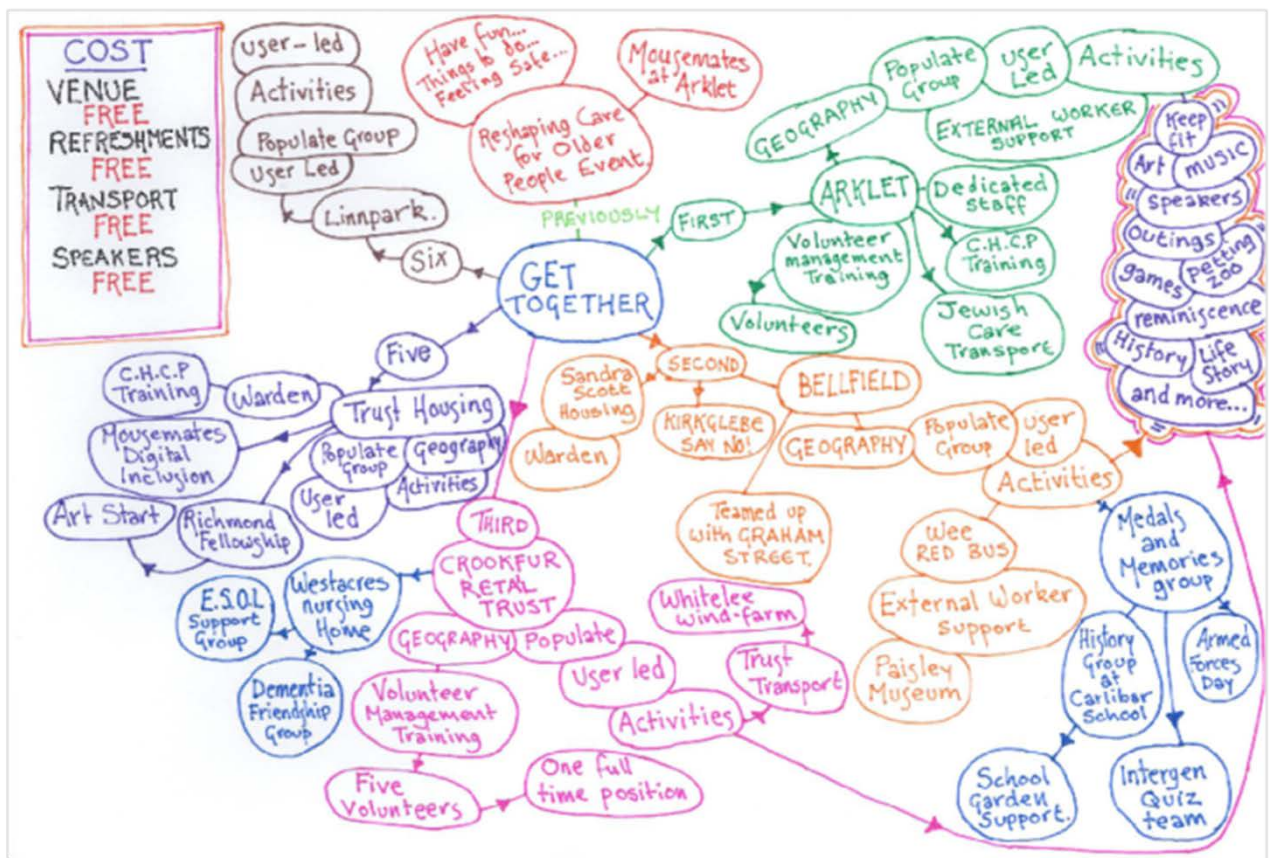 COST
VENUE
FREE
REFRESHMENTS
FREE
TRANSPORT
FREE
SPEAKERS
FREE
User-led
Activities
Populate Group
User Led
Linnpark.
Six
Have fun...
Things to do...
Feeling Safe...
Mousemates
at Arklet
Reshaping Care
for Older
People Event.
PREVIOUSLY
GET
TOGETHER
FIRST
ARKLET
GEOGRAPHY
Populate
Group
User
Led
Activities
EXTERNAL WORKER
SUPPORT
Dedicated
Staff
C.H.C.P
Training
Jewish
Care
Transport
Volunteer
management
Training
Volunteers
"Keep
fit"
Art
music
"speakers"
Outings
Petting
zoo
games
reminiscence
History
Life
Story
and more...
SECOND
Sandra
Scott
Housing
Warden
KIRKGLEBE
SAY NO!
BELLFIELD
GEOGRAPHY
Populate
Group
User
led
Activities
Teamed up
with GRAHAM
STREET.
Wee
RED BUS
External Worker
Support
Paisley
Museum
Medals
and
Memories
group
History
Group at
Carlibar
School
Armed
Forces
Day
School
Garden
Support.
Intergen
Quiz
team
THIRD
CROOKFUR
RETAIL
TRUST
Westacres
nursing
Home
E.S.O.L
Support
Group
Dementia
Friendship
Group
GEOGRAPHY
Populate
User led
Activities
Trust
Transport
Whitelee
wind-farm
Volunteer
Management
Training
Five
Volunteers
One full
time position
Five
Trust Housing
Warden
C.H.C.P
Training
Mousemates
Digital
Inclusion
Populate
Group
Geography
User
led
Activities
Richmond
Fellowship
Art Start